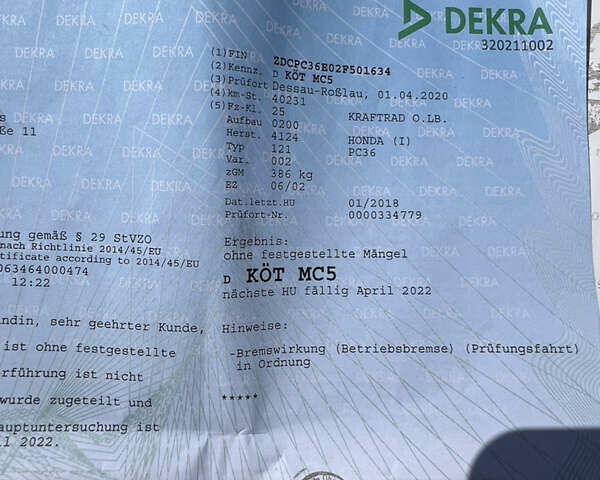 DEKRA
320211002
(1) FIN ZDCPC36E02F501634
(2) Kennz. D KÖT MC5
(3) Prüfort Dessau-Roßlau, 01.04.2020
(4) km-St. 40231
(5) Fz-Kl. 25 KRAFTRAD O.LB.
Aufbau 0200
Herst. 4124 HONDA (I)
Typ 121 PC36
Var. 002
zGM 386 kg
EZ 06/02
Dat.letzt.HU 01/2018
Prüfort-Nr. 0000334779
Ergebnis:
ohne festgestellte Mängel
D KÖT MC5
nächste HU fällig April 2022
Hinweise:
-Bremswirkung (Betriebsbremse) (Prüfungsfahrt)
in Ordnung
*****
s
ße 11
ung gemäß § 29 StVZO
nach Richtlinie 2014/45/EU
tificate according to 2014/45/EU
063464000474
12:22
ndin, sehr geehrter Kunde,
ist ohne festgestellte
rführung ist nicht
wurde zugeteilt und
auptuntersuchung ist
il 2022.